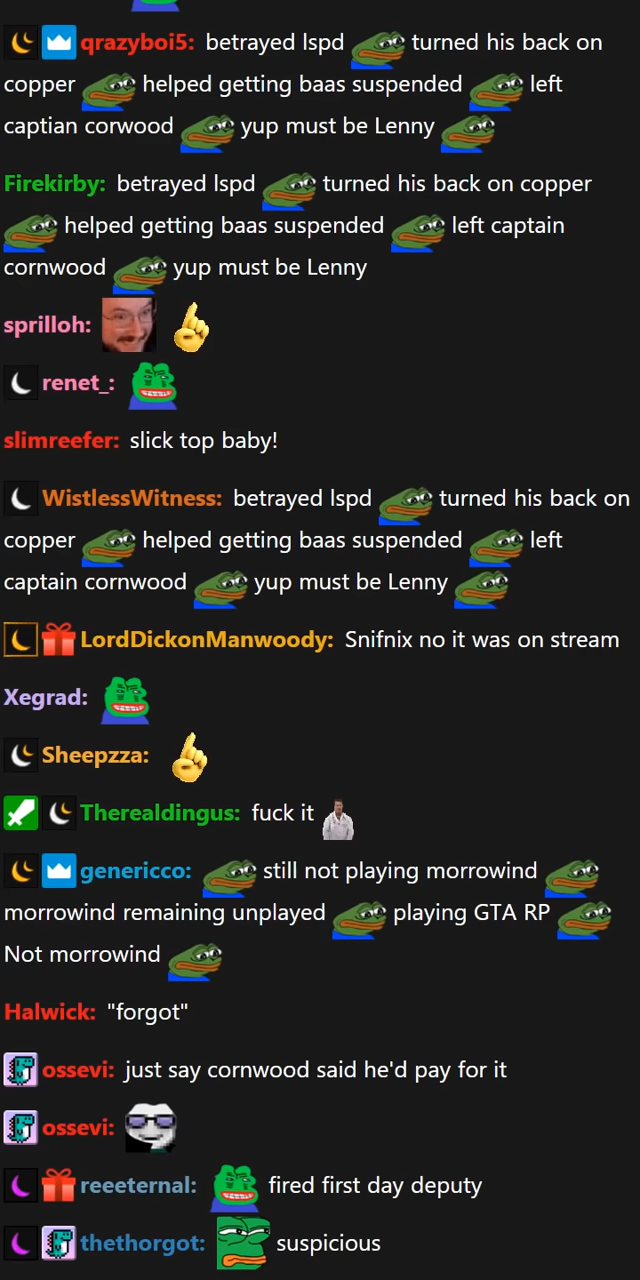 qrazyboi5: betrayed lspd turned his back on
copper helped getting baas suspended left
captian corwood yup must be Lenny
Firekirby: betrayed lspd turned his back on copper
helped getting baas suspended left captain
cornwood yup must be Lenny
sprilloh:
renet_:
slimreefer: slick top baby!
WistlessWitness: betrayed lspd turned his back on
copper helped getting baas suspended left
captain cornwood yup must be Lenny
LordDickonManwoody: Snifnix no it was on stream
Xegrad:
Sheepzza:
Therealdingus: fuck it
genericco: still not playing morrowind
morrowind remaining unplayed playing GTA RP
Not morrowind
Halwick: "forgot"
ossevi: just say cornwood said he'd pay for it
ossevi:
reeeternal: fired first day deputy
thethorgot: suspicious